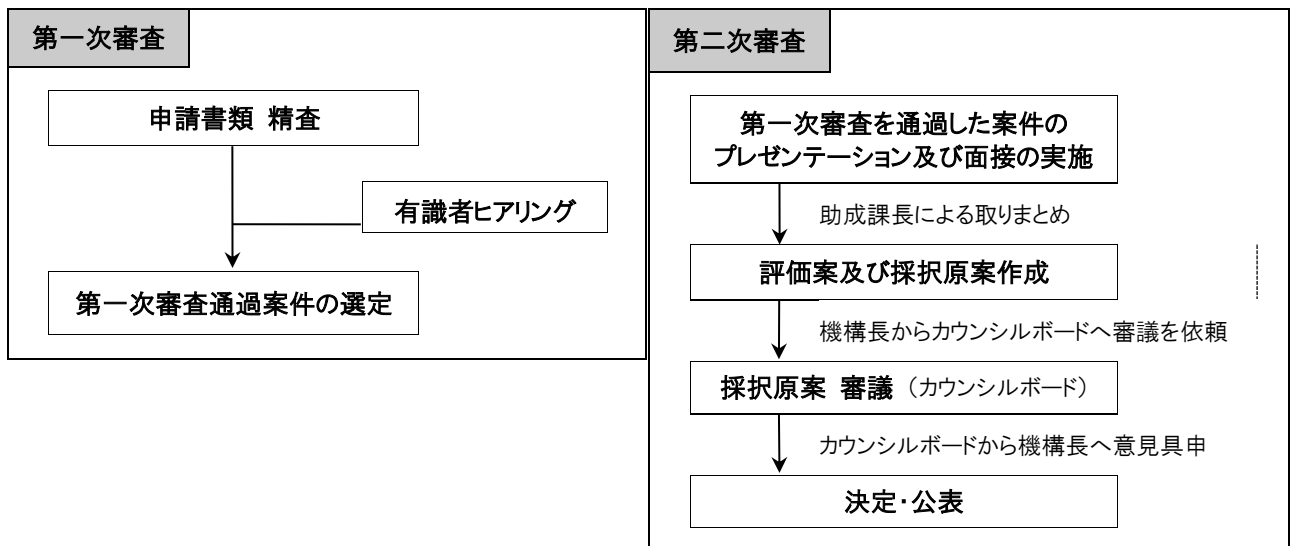 第一次審査
申請書類 精査
有識者ヒアリング
第一次審査通過案件の選定
第二次審査
第一次審査を通過した案件の
プレゼンテーション及び面接の実施
助成課長による取りまとめ
評価案及び採択原案作成
機構長からカウンシルボードへ審議を依頼
採択原案 審議（カウンシルボード）
カウンシルボードから機構長へ意見具申
決定・公表